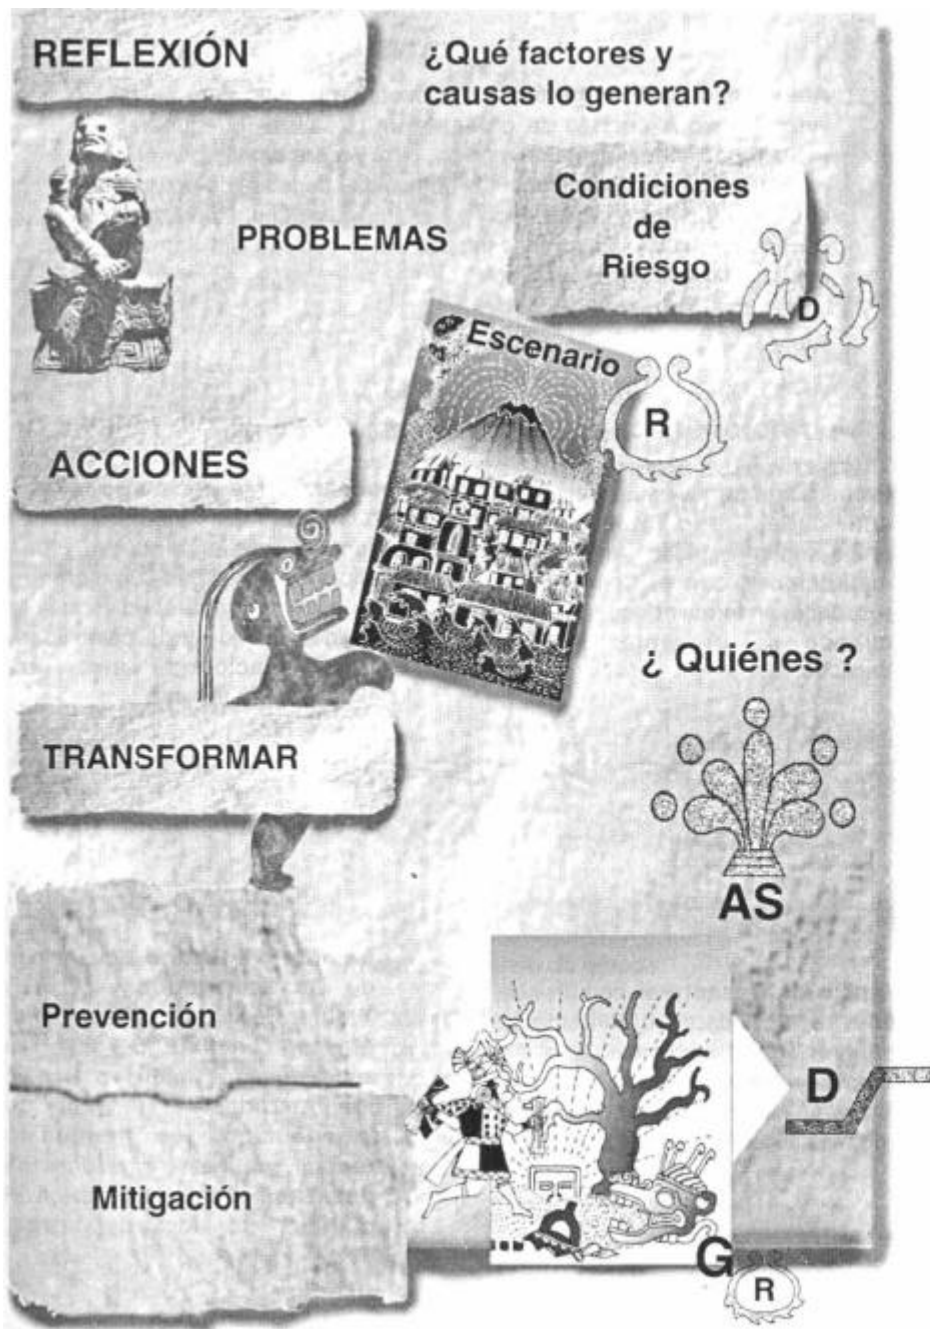 REFLEXIÓN
¿Qué factores y
causas lo generan?
Condiciones
de
Riesgo
PROBLEMAS
D
Escenario
R
ACCIONES
¿ Quiénes ?
TRANSFORMAR
AS
Prevención
D
Mitigación
G
R